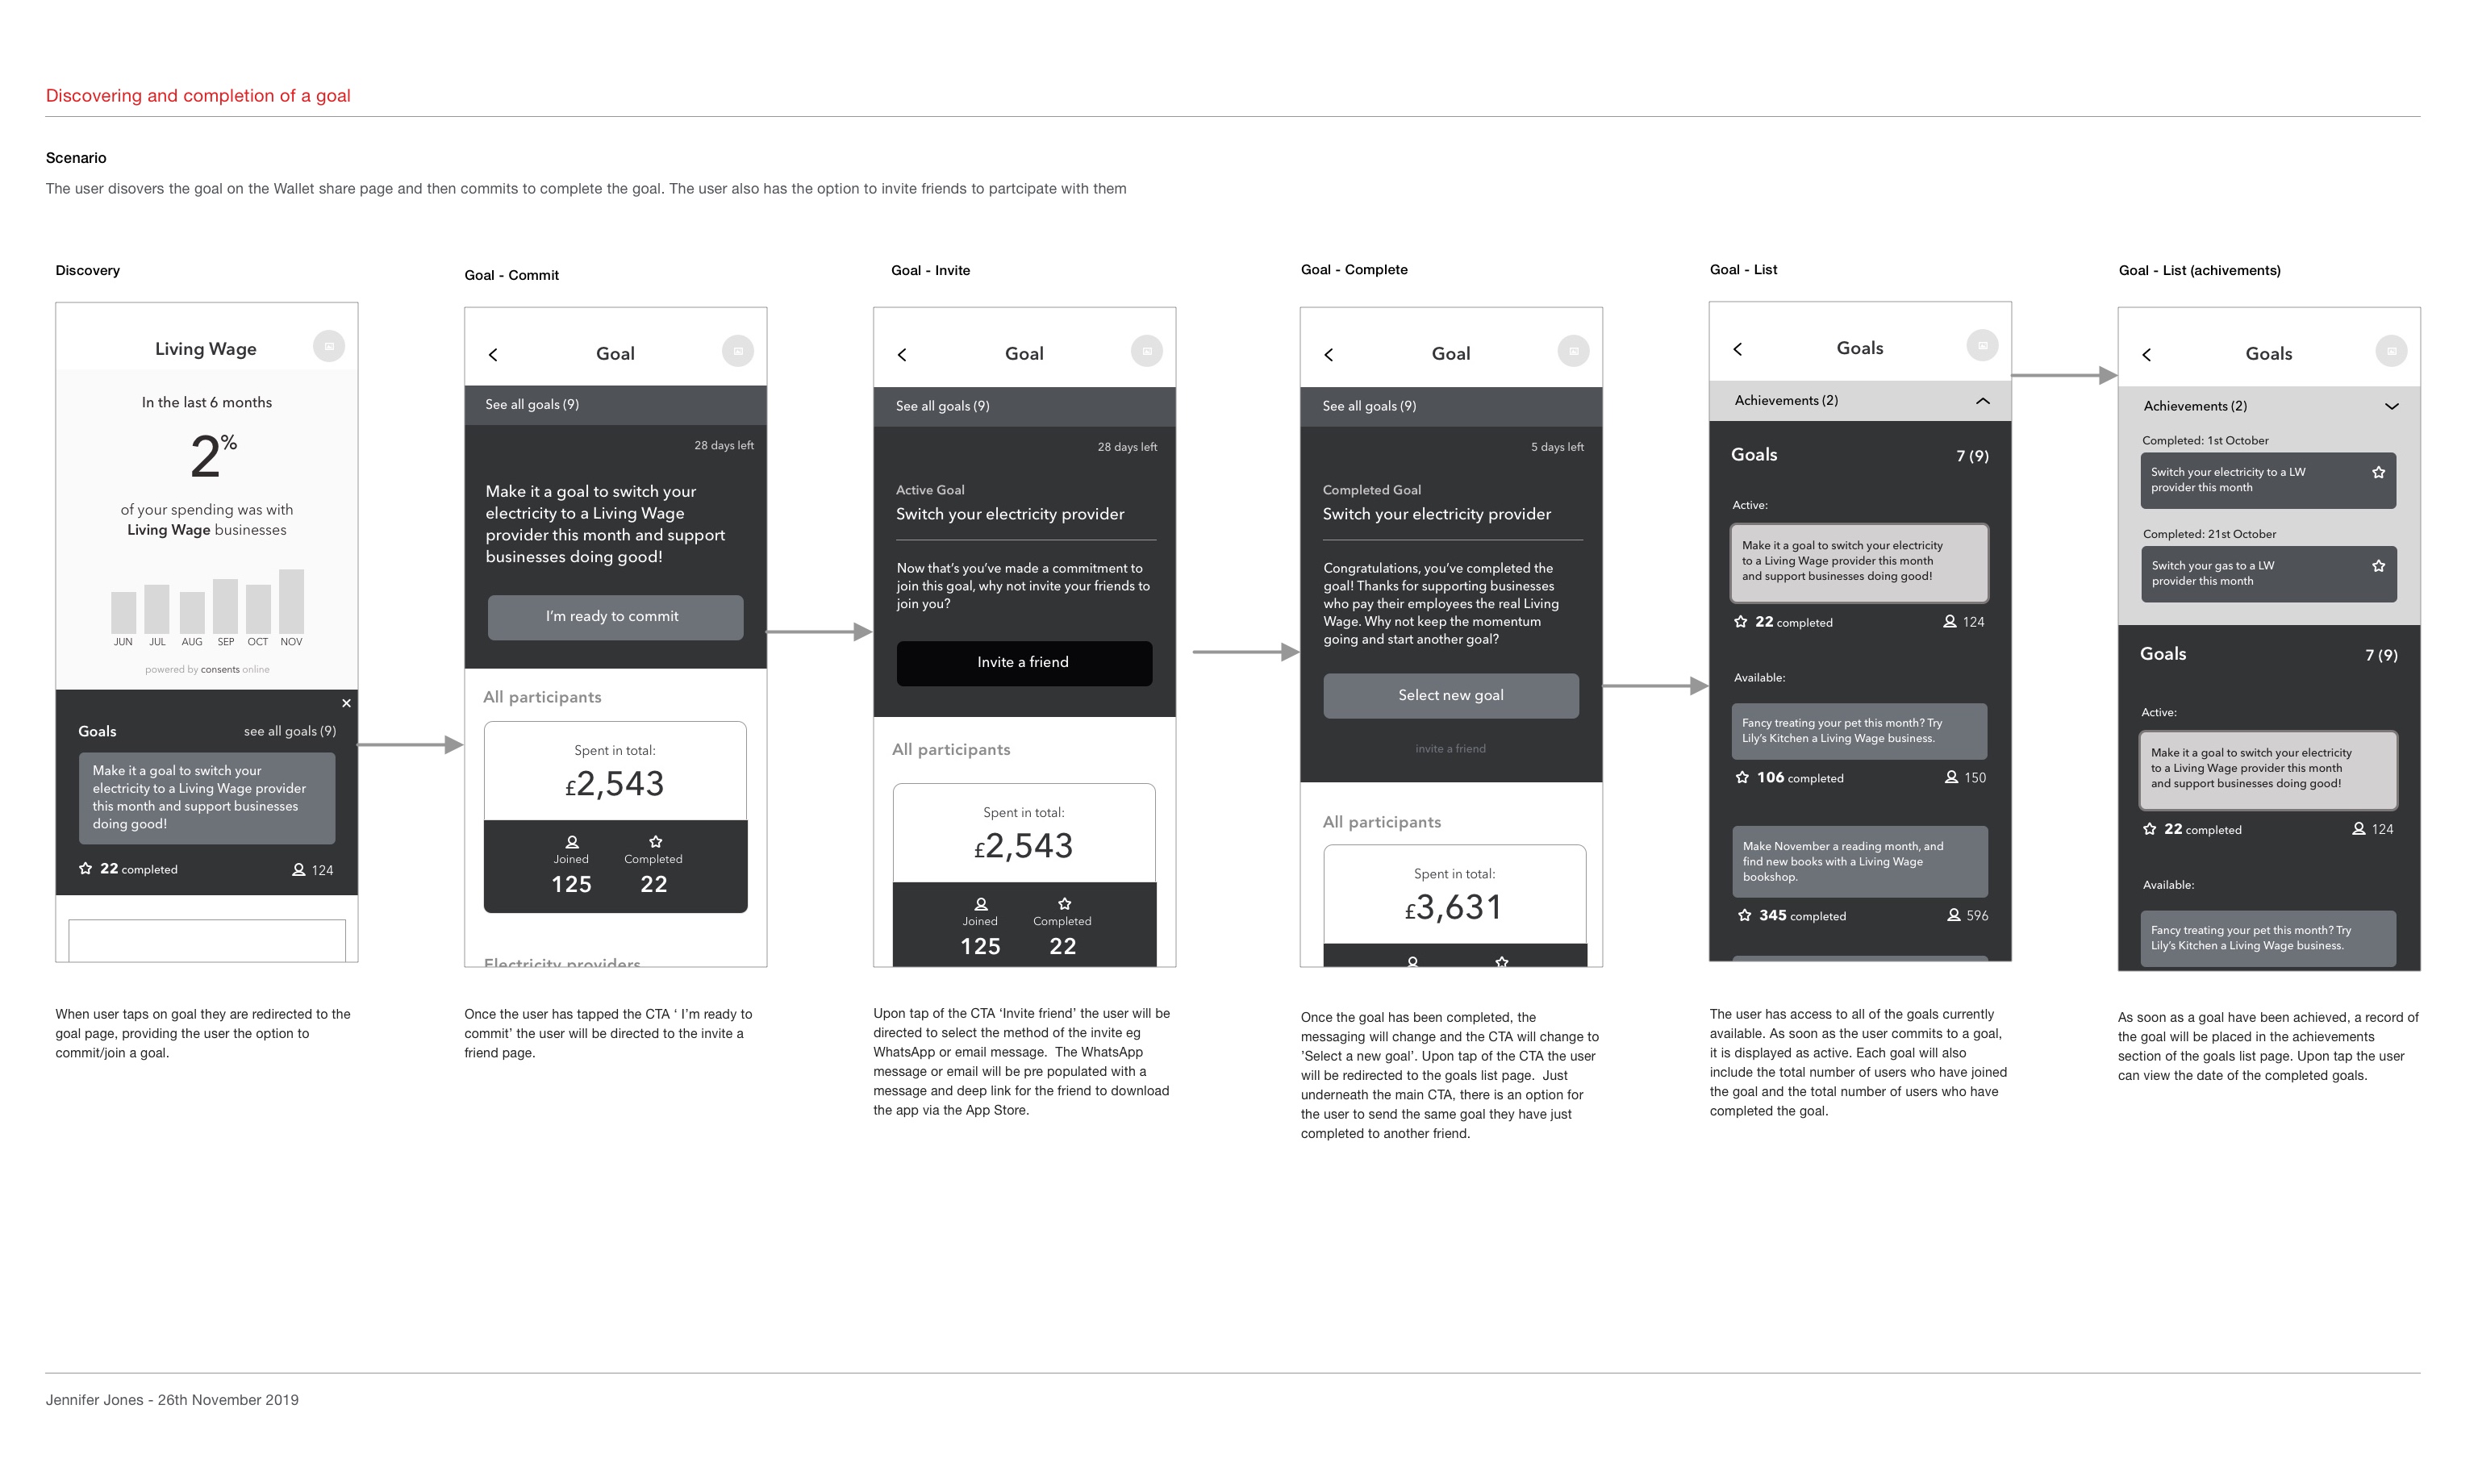 Discovering and completion of a goal
Scenario
The user disovers the goal on the Wallet share page and then commits to complete the goal. The user also has the option to invite friends to partcipate with them
Discovery
Living Wage
In the last 6 months
2%
of your spending was with
Living Wage businesses
JUN JUL AUG SEP OCT NOV
powered by consents online
Goals see all goals (9)
Make it a goal to switch your
electricity to a Living Wage provider
this month and support businesses
doing good!
22 completed 124
When user taps on goal they are redirected to the
goal page, providing the user the option to
commit/join a goal.
Goal - Commit
Goal
See all goals (9)
28 days left
Make it a goal to switch your
electricity to a Living Wage
provider this month and support
businesses doing good!
I'm ready to commit
All participants
Spent in total:
£2,543
Joined Completed
125 22
Electricity providers
Once the user has tapped the CTA ‘ I’m ready to
commit’ the user will be directed to the invite a
friend page.
Goal - Invite
Goal
See all goals (9)
28 days left
Active Goal
Switch your electricity provider
Now that’s you’ve made a commitment to
join this goal, why not invite your friends to
join you?
Invite a friend
All participants
Spent in total:
£2,543
Joined Completed
125 22
Upon tap of the CTA ‘Invite friend’ the user will be
directed to select the method of the invite eg
WhatsApp or email message.  The WhatsApp
message or email will be pre populated with a
message and deep link for the friend to download
the app via the App Store.
Goal - Complete
Goal
See all goals (9)
5 days left
Completed Goal
Switch your electricity provider
Congratulations, you’ve completed the
goal! Thanks for supporting businesses
who pay their employees the real Living
Wage. Why not keep the momentum
going and start another goal?
Select new goal
invite a friend
All participants
Spent in total:
£3,631
Once the goal has been completed, the
messaging will change and the CTA will change to
’Select a new goal’. Upon tap of the CTA the user
will be redirected to the goals list page.  Just
underneath the main CTA, there is an option for
the user to send the same goal they have just
completed to another friend.
Goal - List
Goals
Achievements (2)
Goals 7 (9)
Active:
Make it a goal to switch your electricity
to a Living Wage provider this month
and support businesses doing good!
22 completed 124
Available:
Fancy treating your pet this month? Try
Lily’s Kitchen a Living Wage business.
106 completed 150
Make November a reading month, and
find new books with a Living Wage
bookshop.
345 completed 596
The user has access to all of the goals currently
available. As soon as the user commits to a goal,
it is displayed as active. Each goal will also
include the total number of users who have joined
the goal and the total number of users who have
completed the goal.
Goal - List (achivements)
Goals
Achievements (2)
Completed: 1st October
Switch your electricity to a LW
provider this month
Completed: 21st October
Switch your gas to a LW
provider this month
Goals 7 (9)
Active:
Make it a goal to switch your electricity
to a Living Wage provider this month
and support businesses doing good!
22 completed 124
Available:
Fancy treating your pet this month? Try
Lily’s Kitchen a Living Wage business.
As soon as a goal have been achieved, a record of
the goal will be placed in the achievements
section of the goals list page. Upon tap the user
can view the date of the completed goals.
Jennifer Jones - 26th November 2019